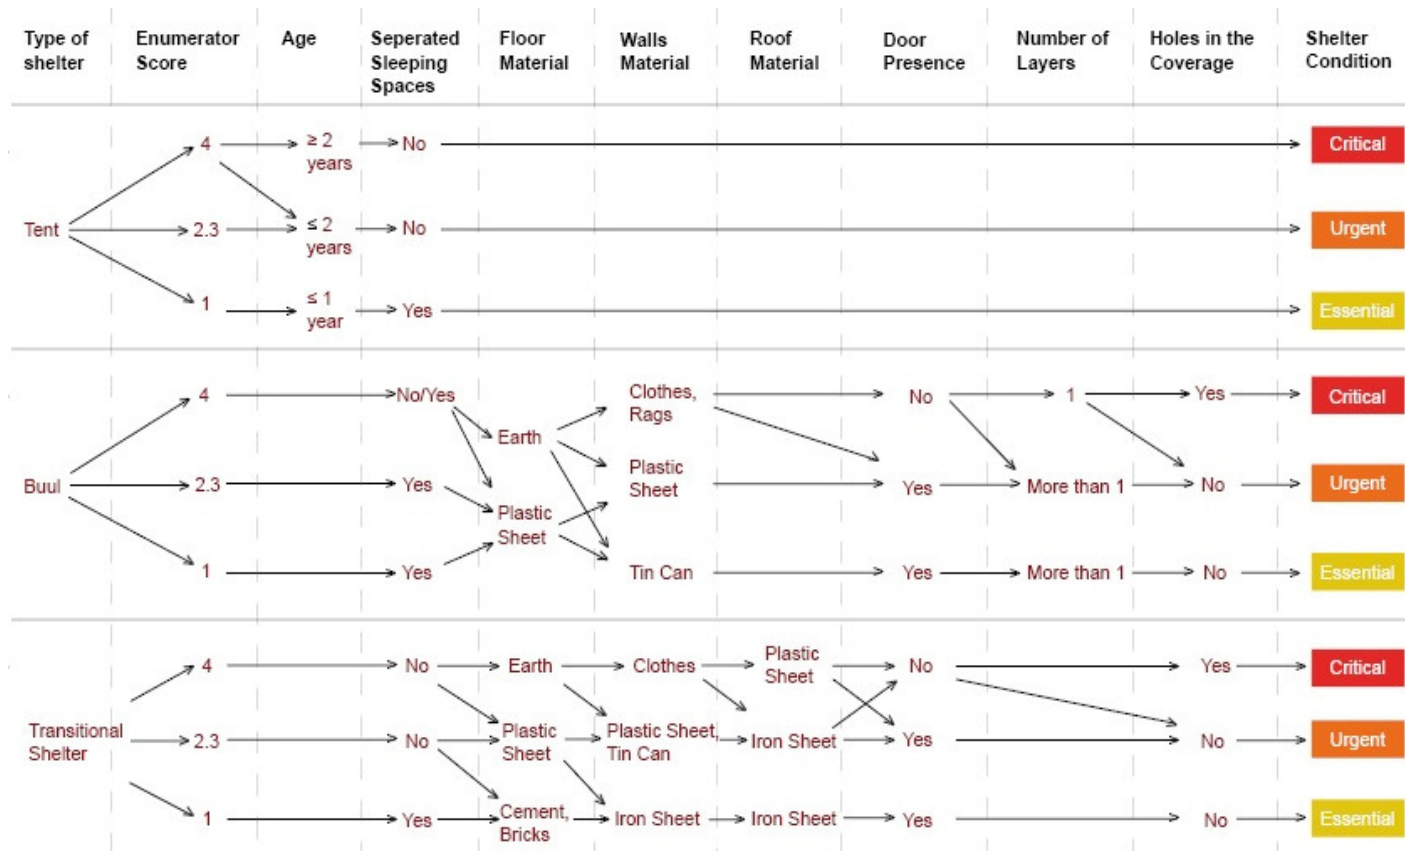 Type of
shelter
Enumerator
Score
Age
Seperated
Sleeping
Spaces
Floor
Material
Walls
Material
Roof
Material
Door
Presence
Number of
Layers
Holes in the
Coverage
Shelter
Condition
Tent
4
≥ 2
years
No
Critical
2.3
≤ 2
years
No
Urgent
1
≤ 1
year
Yes
Essential
Buul
4
No/Yes
Earth
Clothes,
Rags
No
1
Yes
Critical
2.3
Yes
Plastic
Sheet
Plastic
Sheet
Yes
More than 1
No
Urgent
1
Yes
Tin Can
Yes
More than 1
No
Essential
Transitional
Shelter
4
No
Earth
Clothes
Plastic
Sheet
No
Yes
Critical
2.3
No
Plastic
Sheet
Plastic Sheet,
Tin Can
Iron Sheet
Yes
No
Urgent
1
Yes
Cement,
Bricks
Iron Sheet
Iron Sheet
Yes
No
Essential